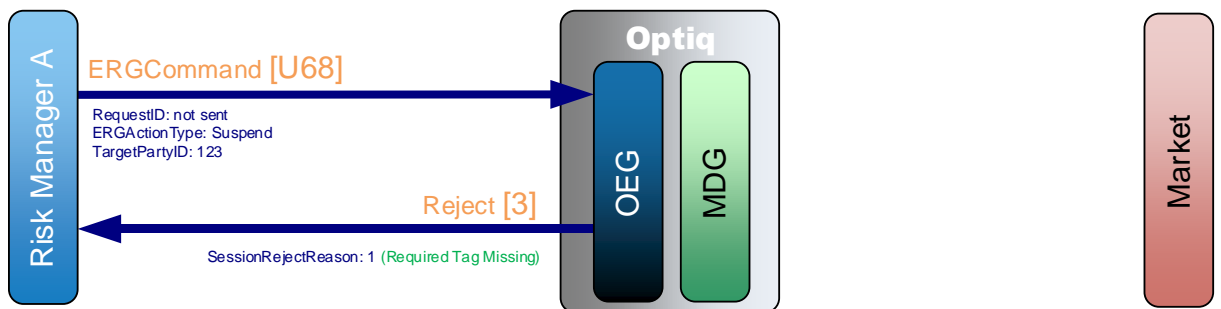 Risk Manager A
ERGCommand [U68]
RequestID: not sent
ERGActionType: Suspend
TargetPartyID: 123
Reject [3]
SessionRejectReason: 1 (Required Tag Missing)
Optiq
OEG
MDG
Market